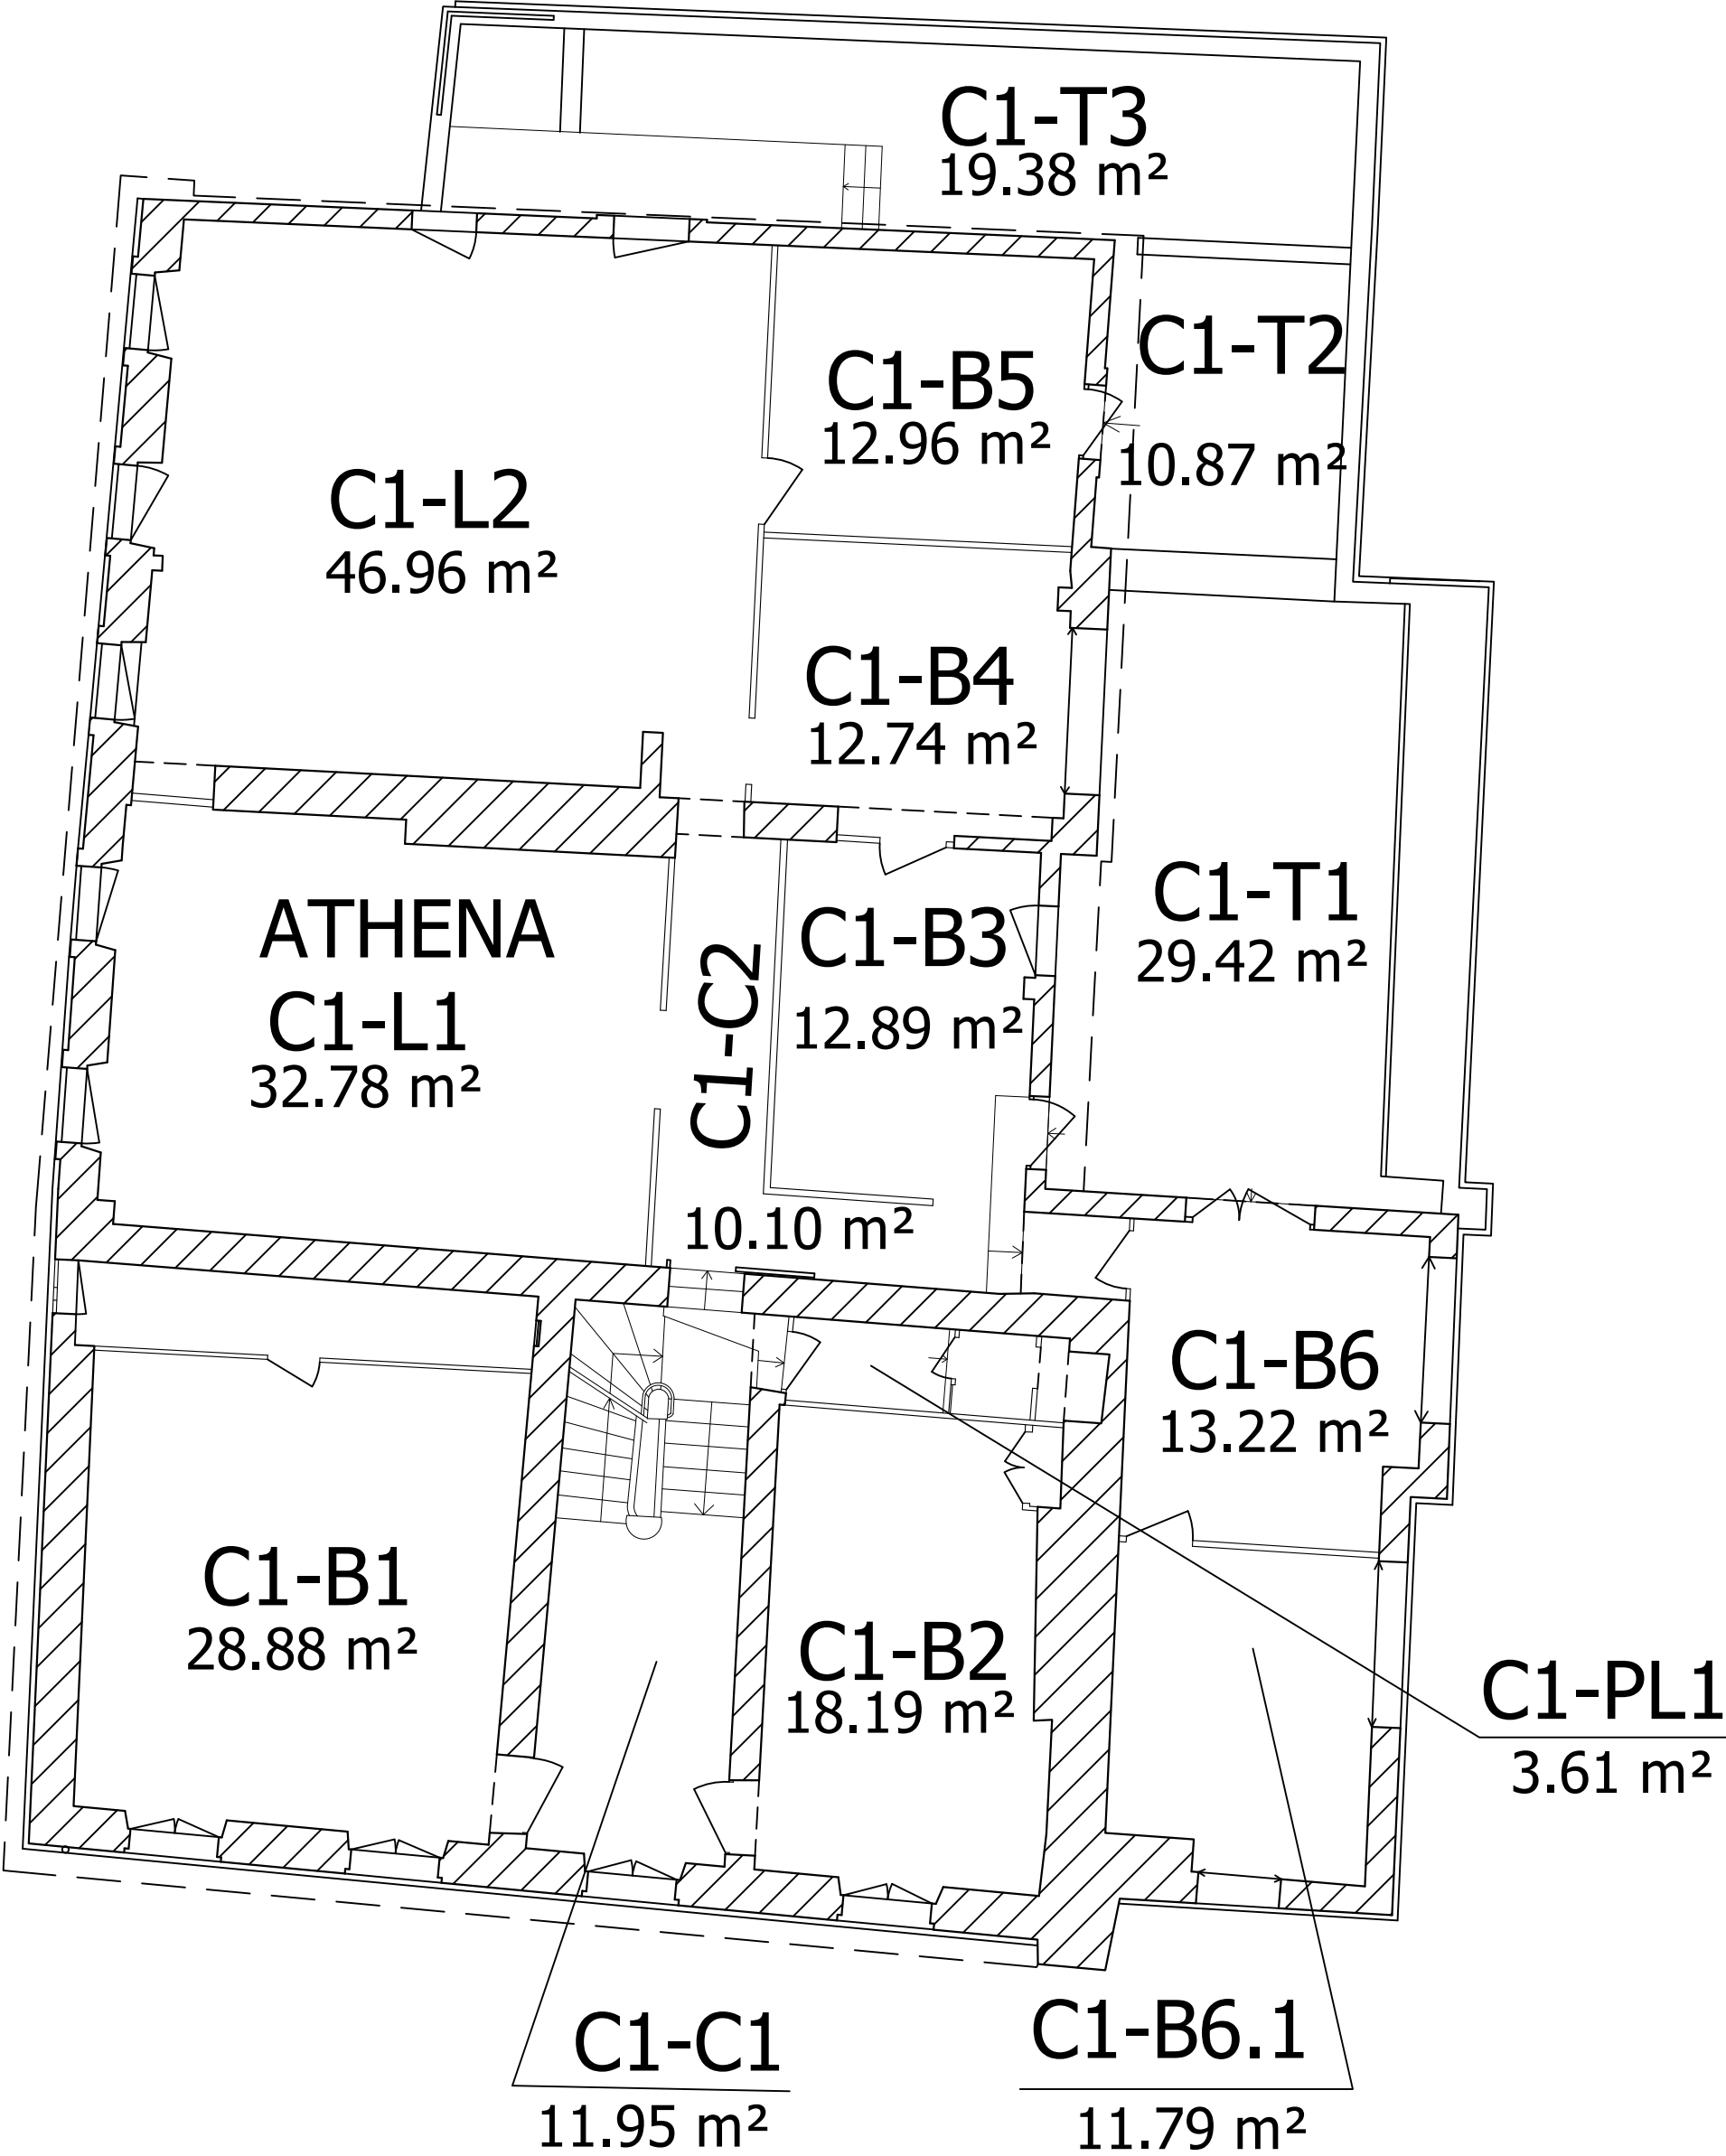 C1-T3
19.38 m²
C1-T2
10.87 m²
C1-B5
12.96 m²
C1-L2
46.96 m²
C1-B4
12.74 m²
ATHENA
C1-L1
32.78 m²
C1-C2
10.10 m²
C1-B3
12.89 m²
C1-T1
29.42 m²
C1-B6
13.22 m²
C1-B1
28.88 m²
C1-B2
18.19 m²
C1-PL1
3.61 m²
C1-C1
11.95 m²
C1-B6.1
11.79 m²